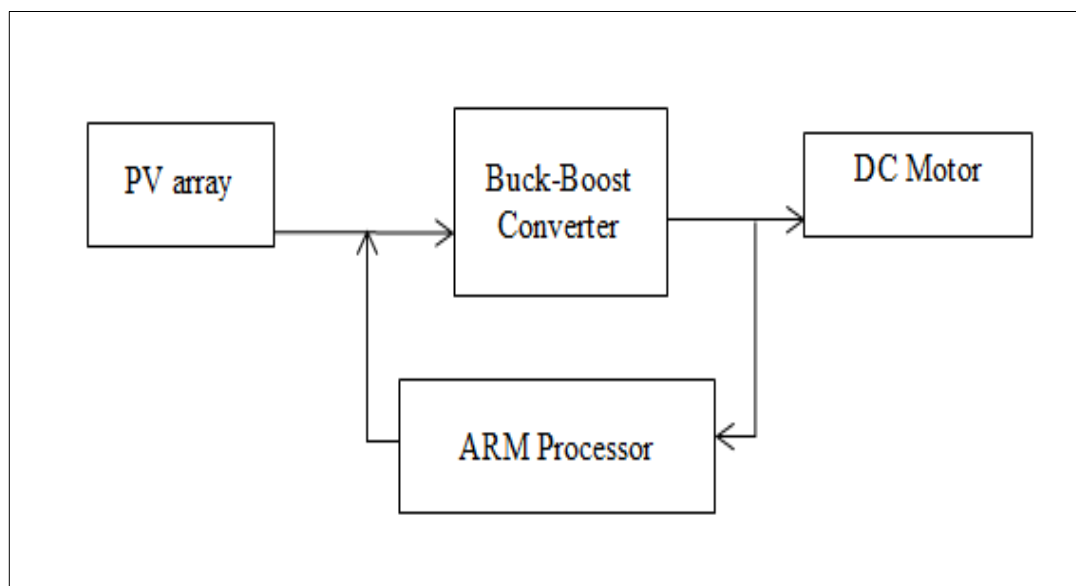 PV array
Buck-Boost
Converter
DC Motor
ARM Processor